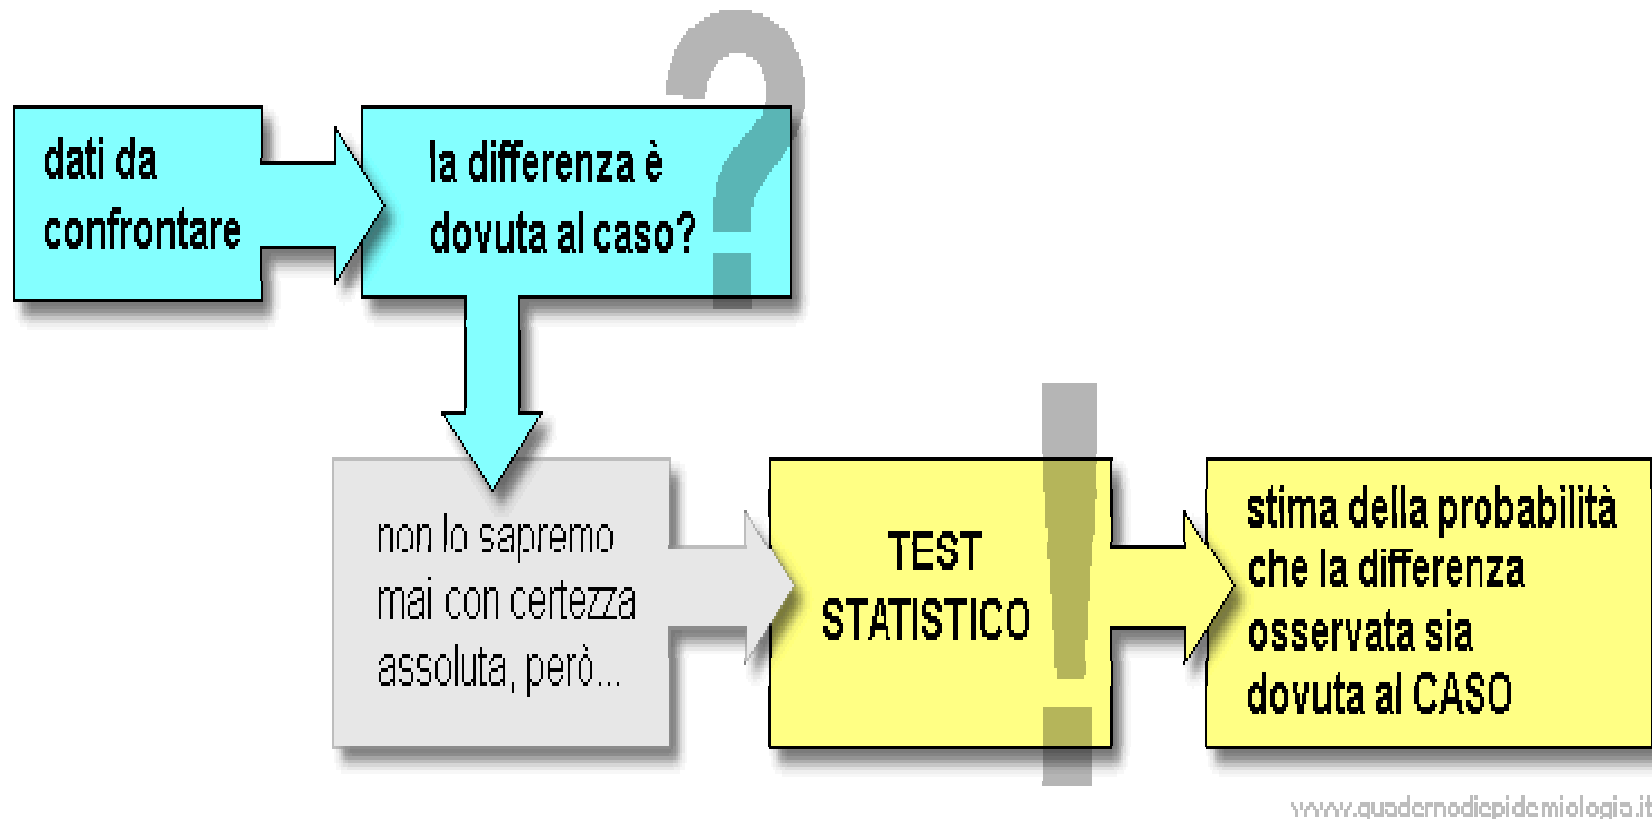 dati da
confrontare
la differenza è
dovuta al caso?
?
non lo sapremo
mai con certezza
assoluta, però...
TEST
STATISTICO
!
stima della probabilità
che la differenza
osservata sia
dovuta al CASO
www.quadernodiepidemiologia.it